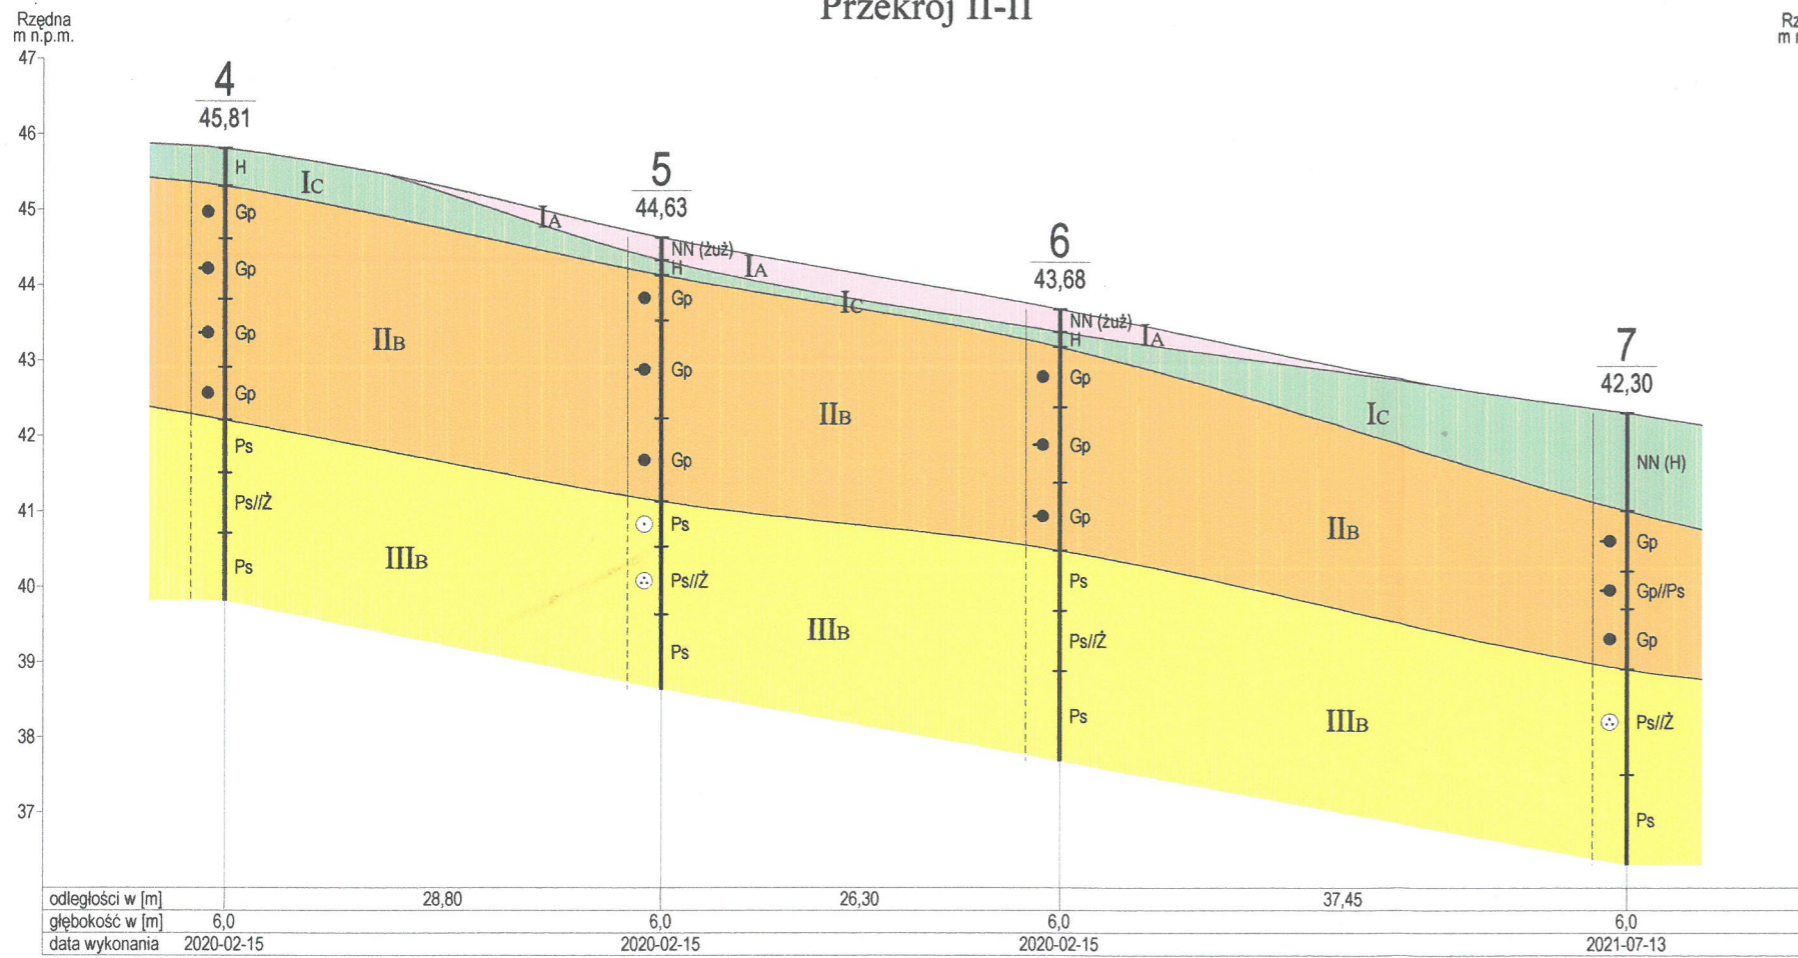 Przekrój II-II
Rzędna
m n.p.m.
47
46
45
44
43
42
41
40
39
38
37
4
45,81
H
Gp
Gp
Gp
Gp
Ps
Ps//Ż
Ps
5
44,63
NN (żuż)
H
Gp
Gp
Gp
Ps
Ps//Ż
Ps
6
43,68
NN (żuż)
H
Gp
Gp
Gp
Ps
Ps//Ż
Ps
7
42,30
NN (H)
Gp
Gp//Ps
Gp
Ps//Ż
Ps
IC
IA
IA
IC
IA
IC
IIB
IIB
IIB
IIIB
IIIB
IIIB
odległości w [m] 28,80 26,30 37,45
głębokość w [m] 6,0 6,0 6,0 6,0
data wykonania 2020-02-15 2020-02-15 2020-02-15 2021-07-13